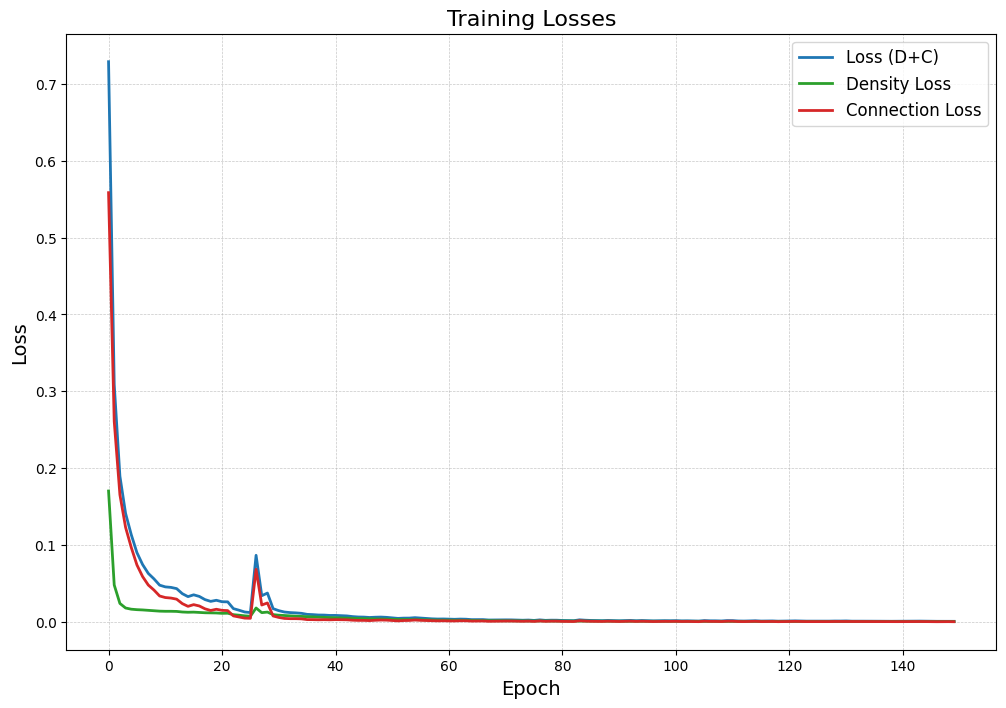 Training Losses
Loss (D+C)
Density Loss
Connection Loss
0.7
0.6
0.5
0.4
0.3
0.2
0.1
0.0
Loss
0 20 40 60 80 100 120 140
Epoch